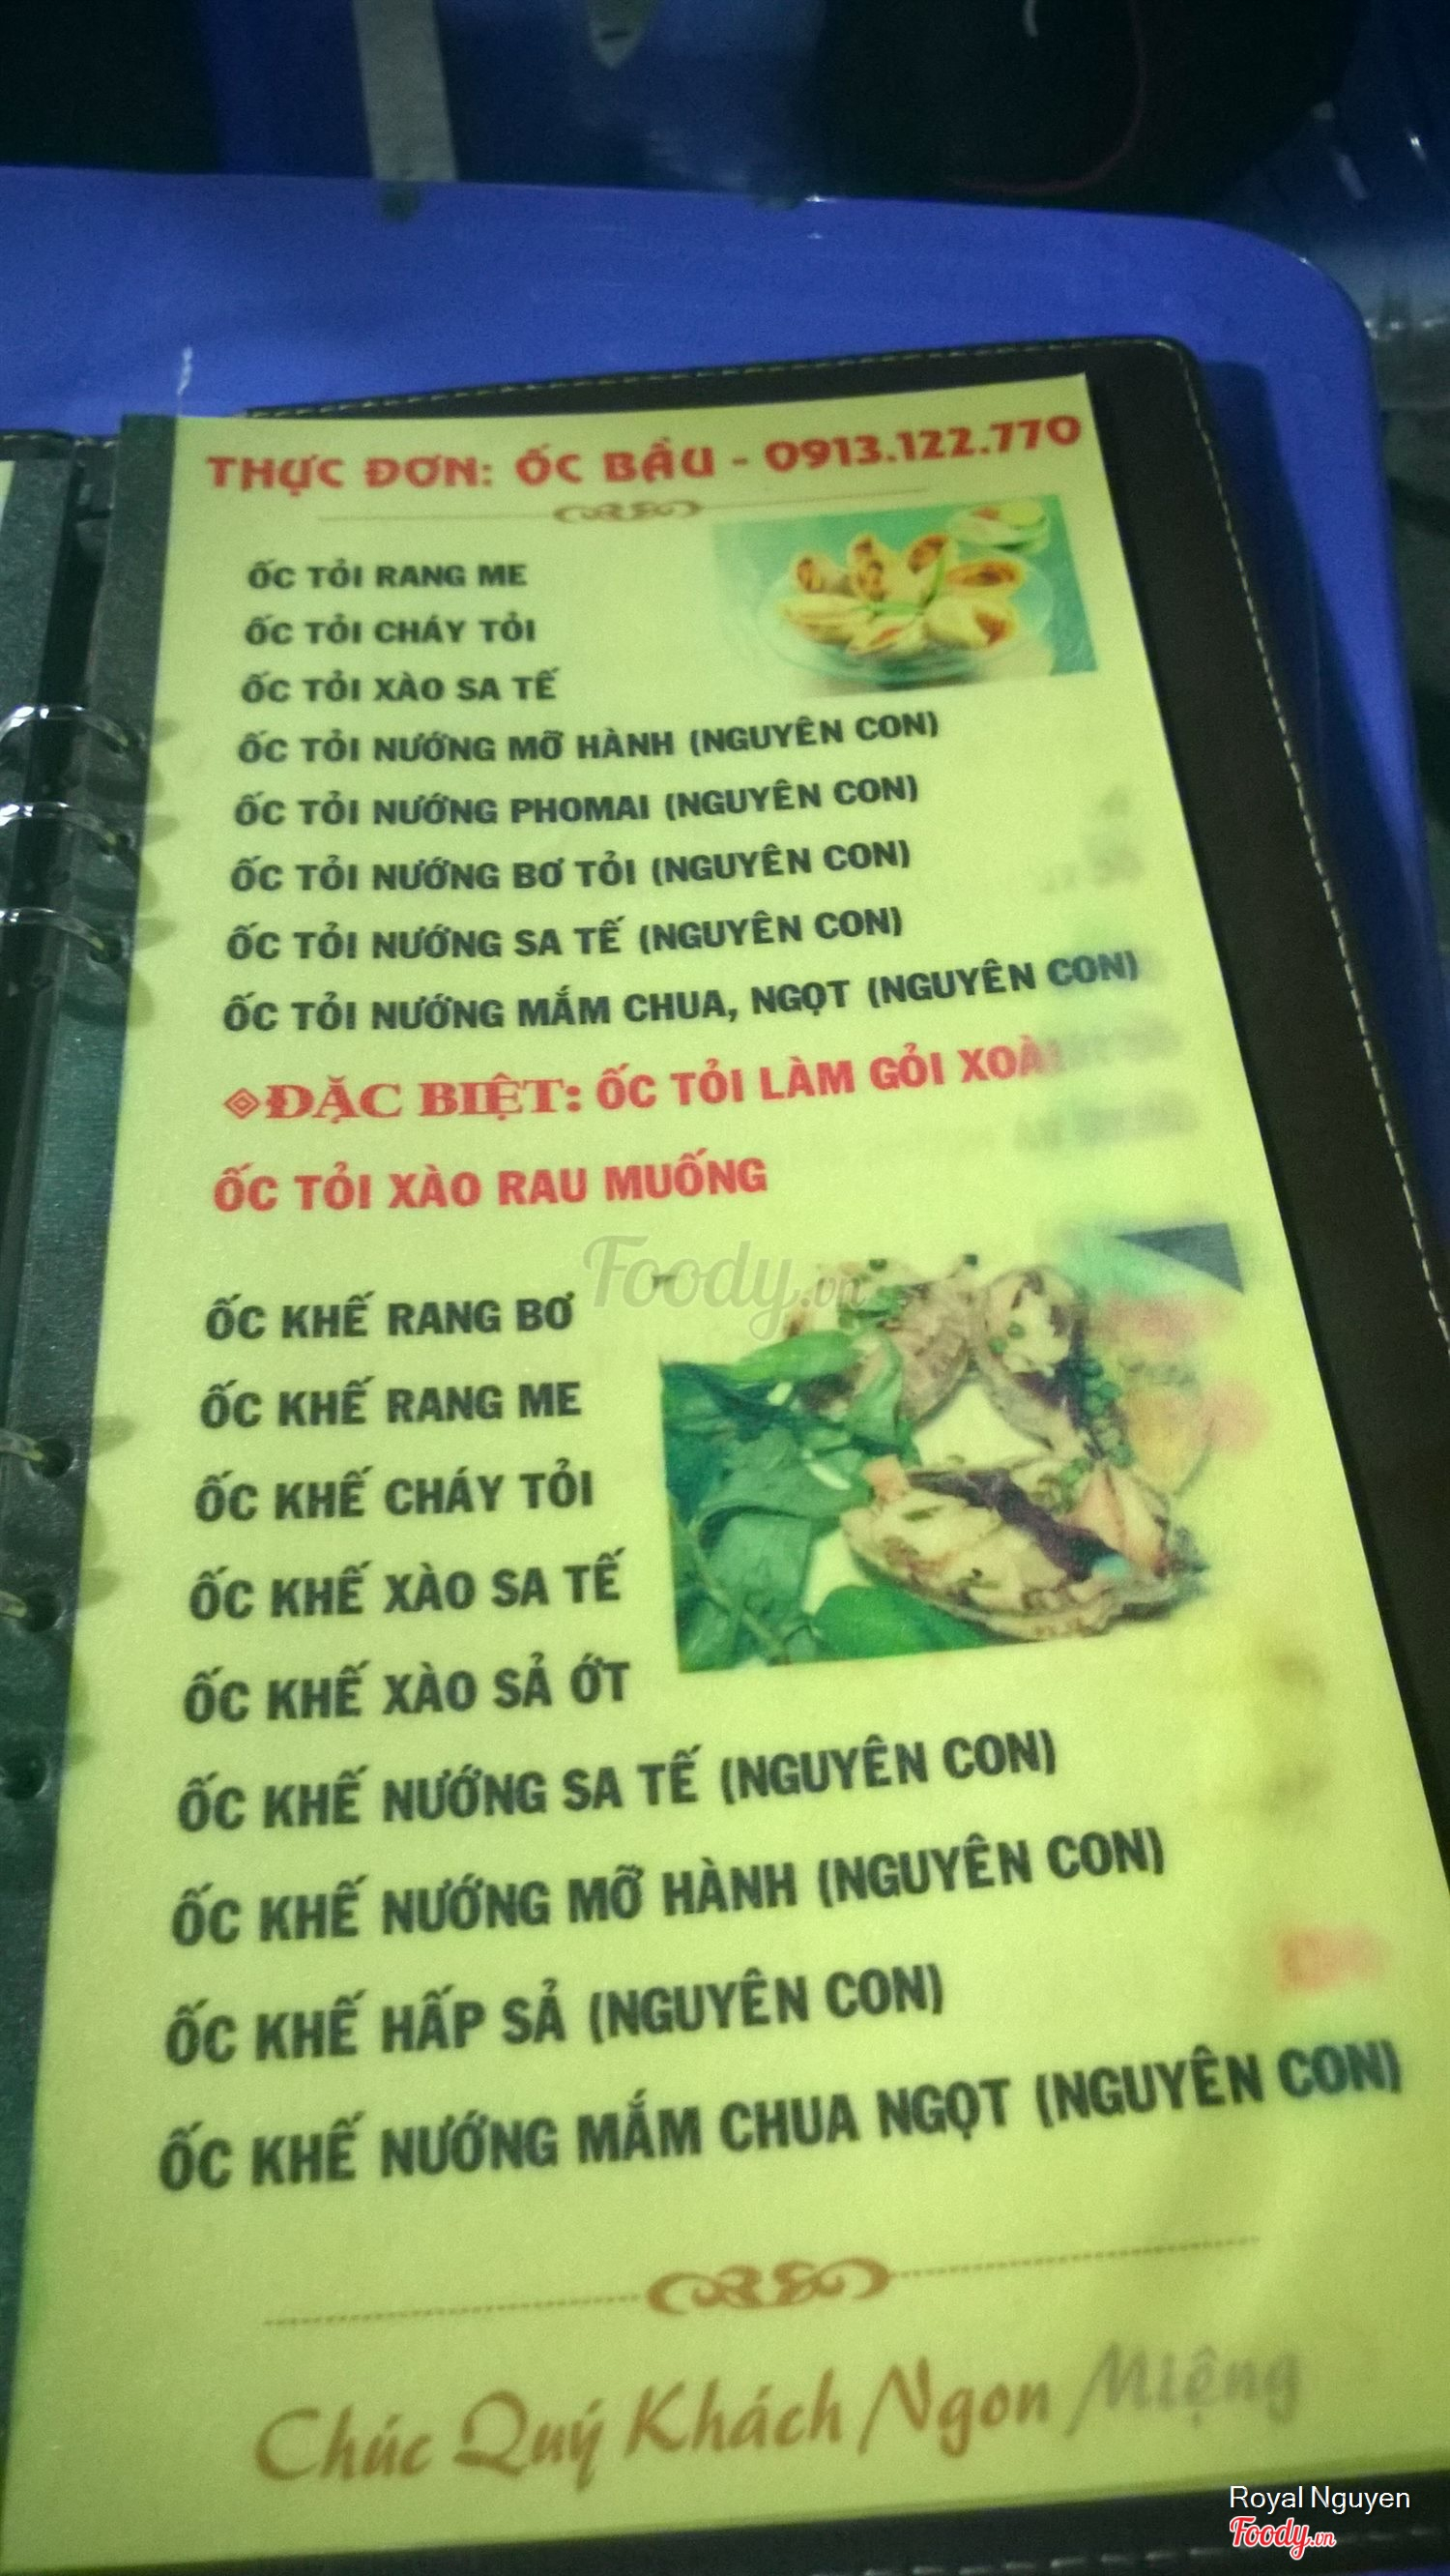 THỰC ĐƠN: ỐC BẦU - 0913.122.770
ỐC TỎI RANG ME
ỐC TỎI CHÁY TỎI
ỐC TỎI XÀO SA TẾ
ỐC TỎI NƯỚNG MỠ HÀNH (NGUYÊN CON)
ỐC TỎI NƯỚNG PHOMAI (NGUYÊN CON)
ỐC TỎI NƯỚNG BƠ TỎI (NGUYÊN CON)
ỐC TỎI NƯỚNG SA TẾ (NGUYÊN CON)
ỐC TỎI NƯỚNG MẮM CHUA, NGỌT (NGUYÊN CON)
ĐẶC BIỆT: ỐC TỎI LÀM GỎI XOÀI
ỐC TỎI XÀO RAU MUỐNG
Foody.vn
ỐC KHẾ RANG BƠ
ỐC KHẾ RANG ME
ỐC KHẾ CHÁY TỎI
ỐC KHẾ XÀO SA TẾ
ỐC KHẾ XÀO SẢ ỚT
ỐC KHẾ NƯỚNG SA TẾ (NGUYÊN CON)
ỐC KHẾ NƯỚNG MỠ HÀNH (NGUYÊN CON)
ỐC KHẾ HẤP SẢ (NGUYÊN CON)
ỐC KHẾ NƯỚNG MẮM CHUA NGỌT (NGUYÊN CON)
Chúc Quý Khách Ngon Miệng
Royal Nguyen
Foody.vn